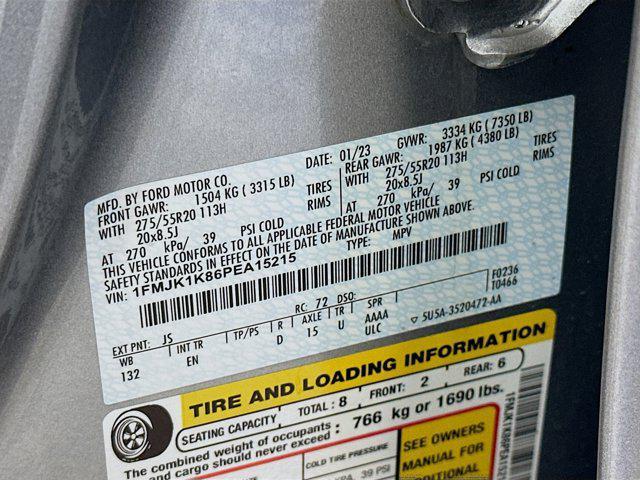 MFD. BY FORD MOTOR CO.
DATE: 01/23 GVWR: 3334 KG ( 7350 LB)
FRONT GAWR: 1504 KG ( 3315 LB) REAR GAWR: 1987 KG ( 4380 LB)
WITH 275/55R20 113H TIRES WITH 275/55R20 113H TIRES
20x8.5J RIMS 20x8.5J RIMS
AT 270 kPa/ 39 PSI COLD AT 270 kPa/ 39 PSI COLD
THIS VEHICLE CONFORMS TO ALL APPLICABLE FEDERAL MOTOR VEHICLE
SAFETY STANDARDS IN EFFECT ON THE DATE OF MANUFACTURE SHOWN ABOVE.
VIN: 1FMJK1K86PEA15215 TYPE: MPV
F0236
T0466
EXT PNT: JS RC: 72 DSO:
WB INT TR TP/PS R AXLE TR SPR
132 EN D 15 U AAAA
ULC 5U5A-3520472-AA
TIRE AND LOADING INFORMATION
SEATING CAPACITY TOTAL: 8 FRONT: 2 REAR: 6
The combined weight of occupants
and cargo should never exceed: 766 kg or 1690 lbs.
COLD TIRE PRESSURE
39 PSI
SEE OWNERS
MANUAL FOR